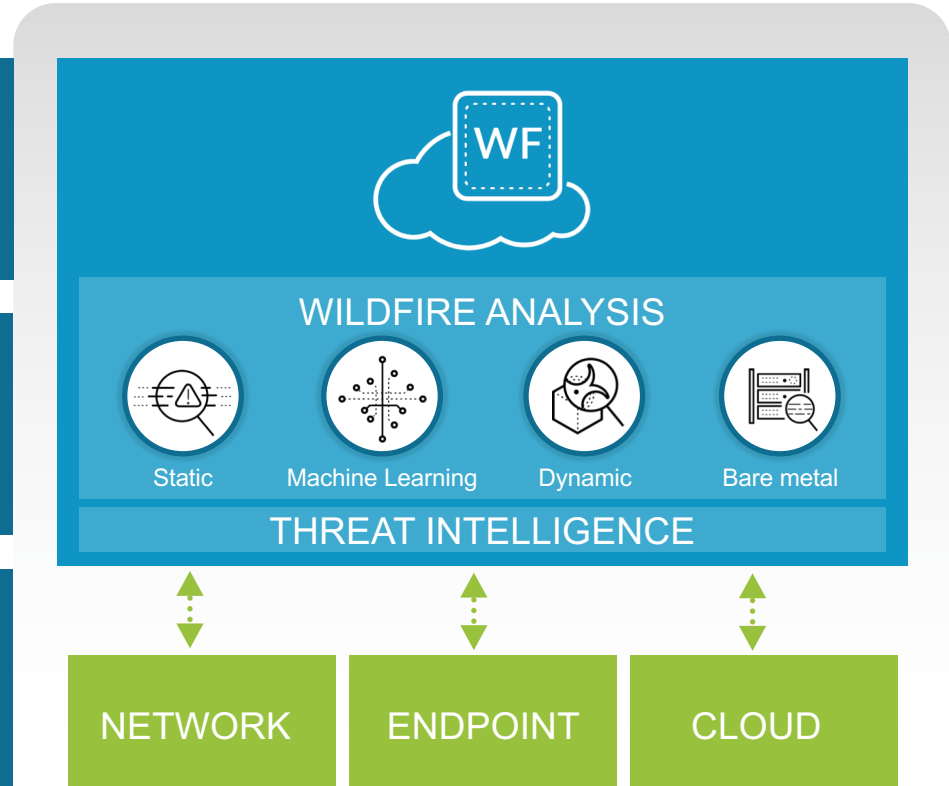 WF
WILDFIRE ANALYSIS
Static
Machine Learning
Dynamic
Bare metal
THREAT INTELLIGENCE
NETWORK
ENDPOINT
CLOUD